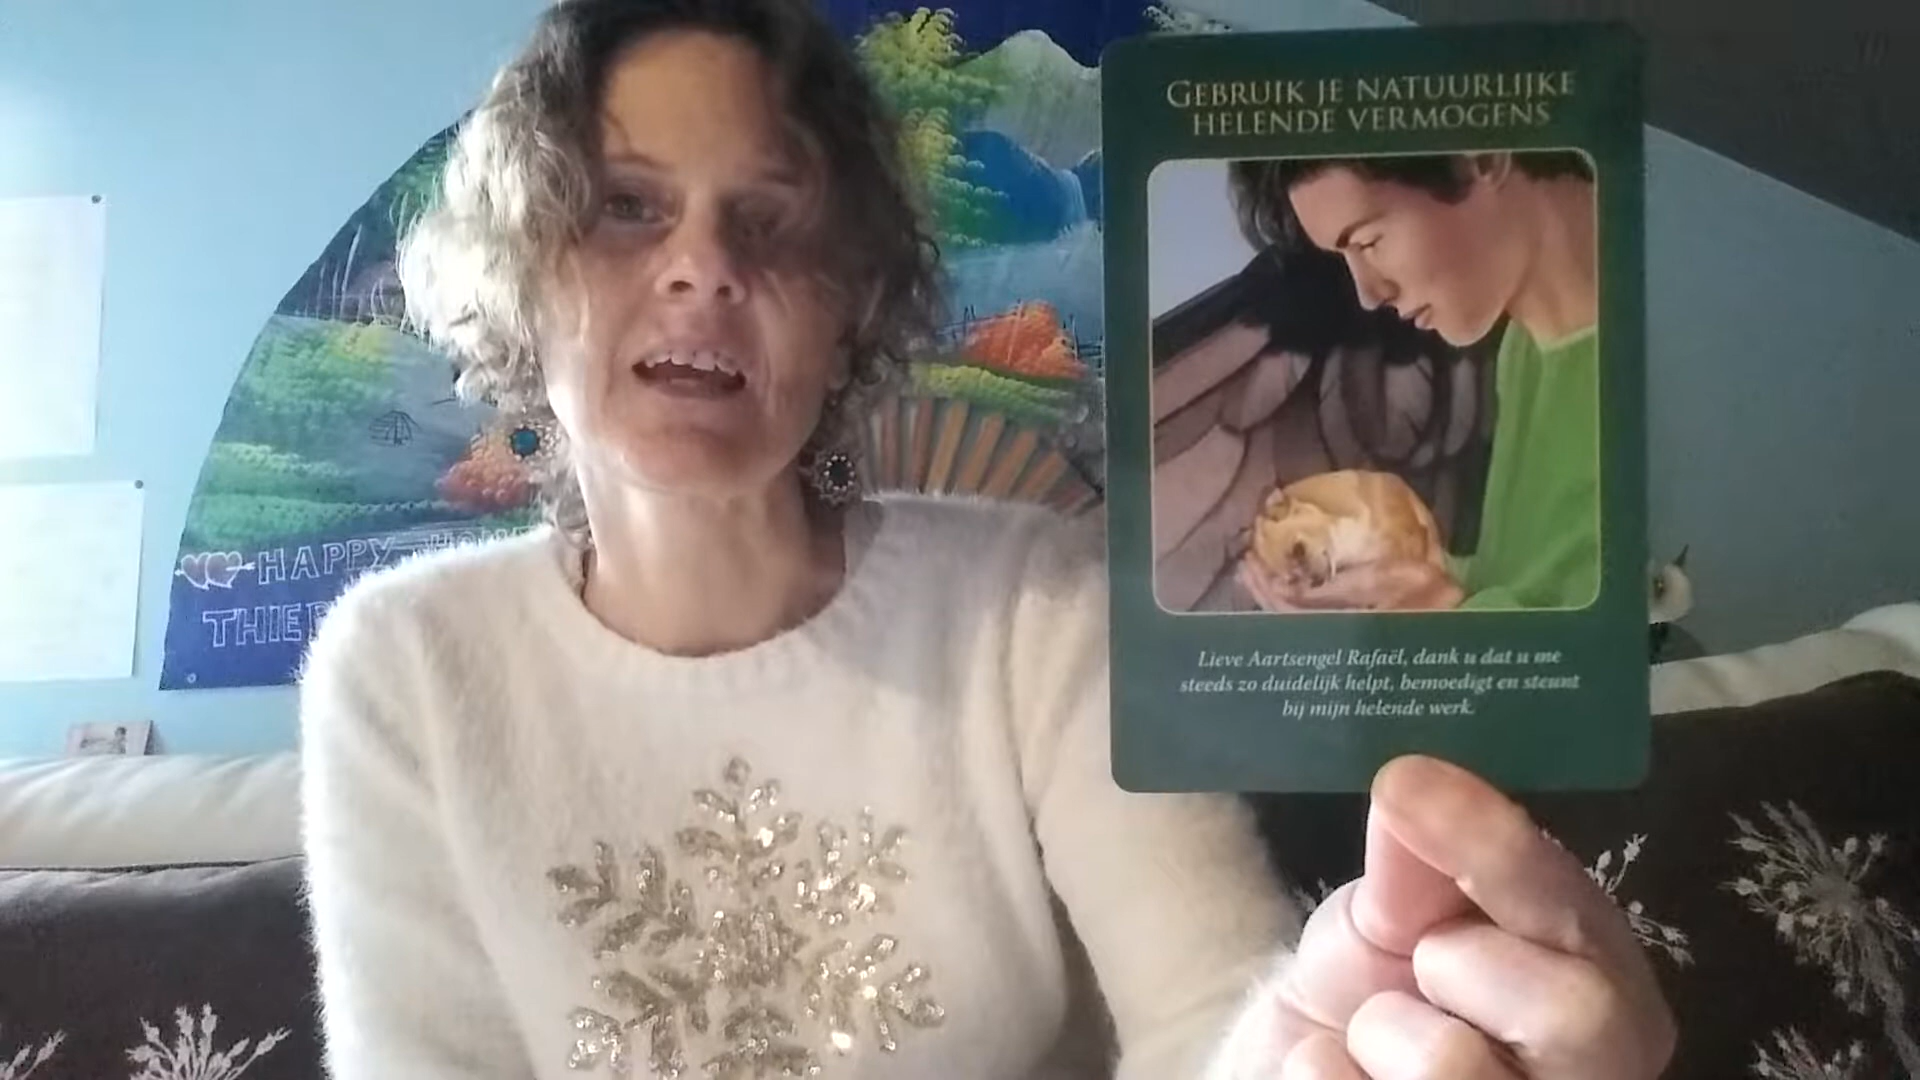 GEBRUIK JE NATUURLIJKE
HELENDE VERMOGENS
Lieve Aartsengel Rafaël, dank u dat u me
steeds zo duidelijk helpt, bemoedigt en steunt
bij mijn helende werk.
HAPPY